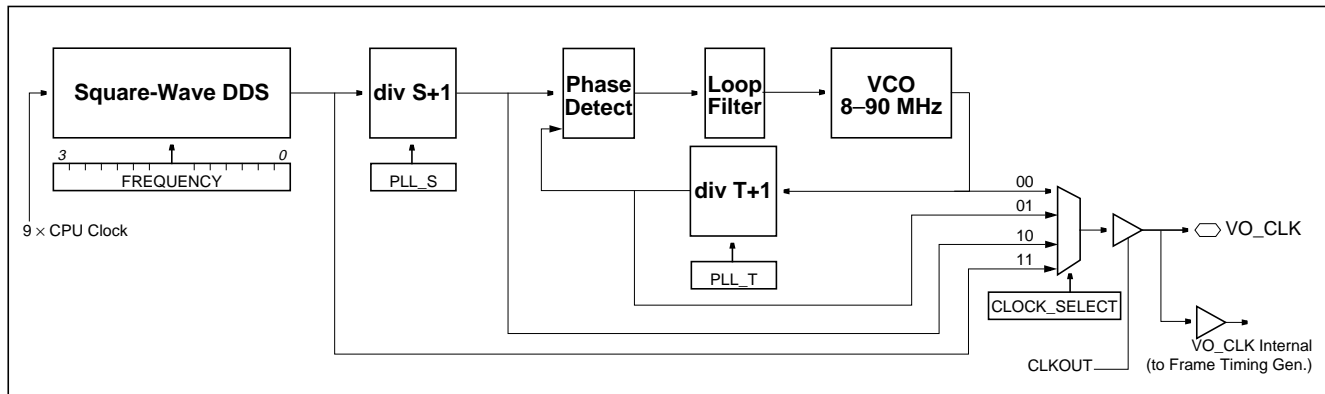 Square-Wave DDS
div S+1
Phase
Detect
Loop
Filter
VCO
8–90 MHz
3
0
FREQUENCY
PLL_S
div T+1
PLL_T
9 × CPU Clock
00
01
10
11
CLOCK_SELECT
VO_CLK
CLKOUT
VO_CLK Internal
(to Frame Timing Gen.)